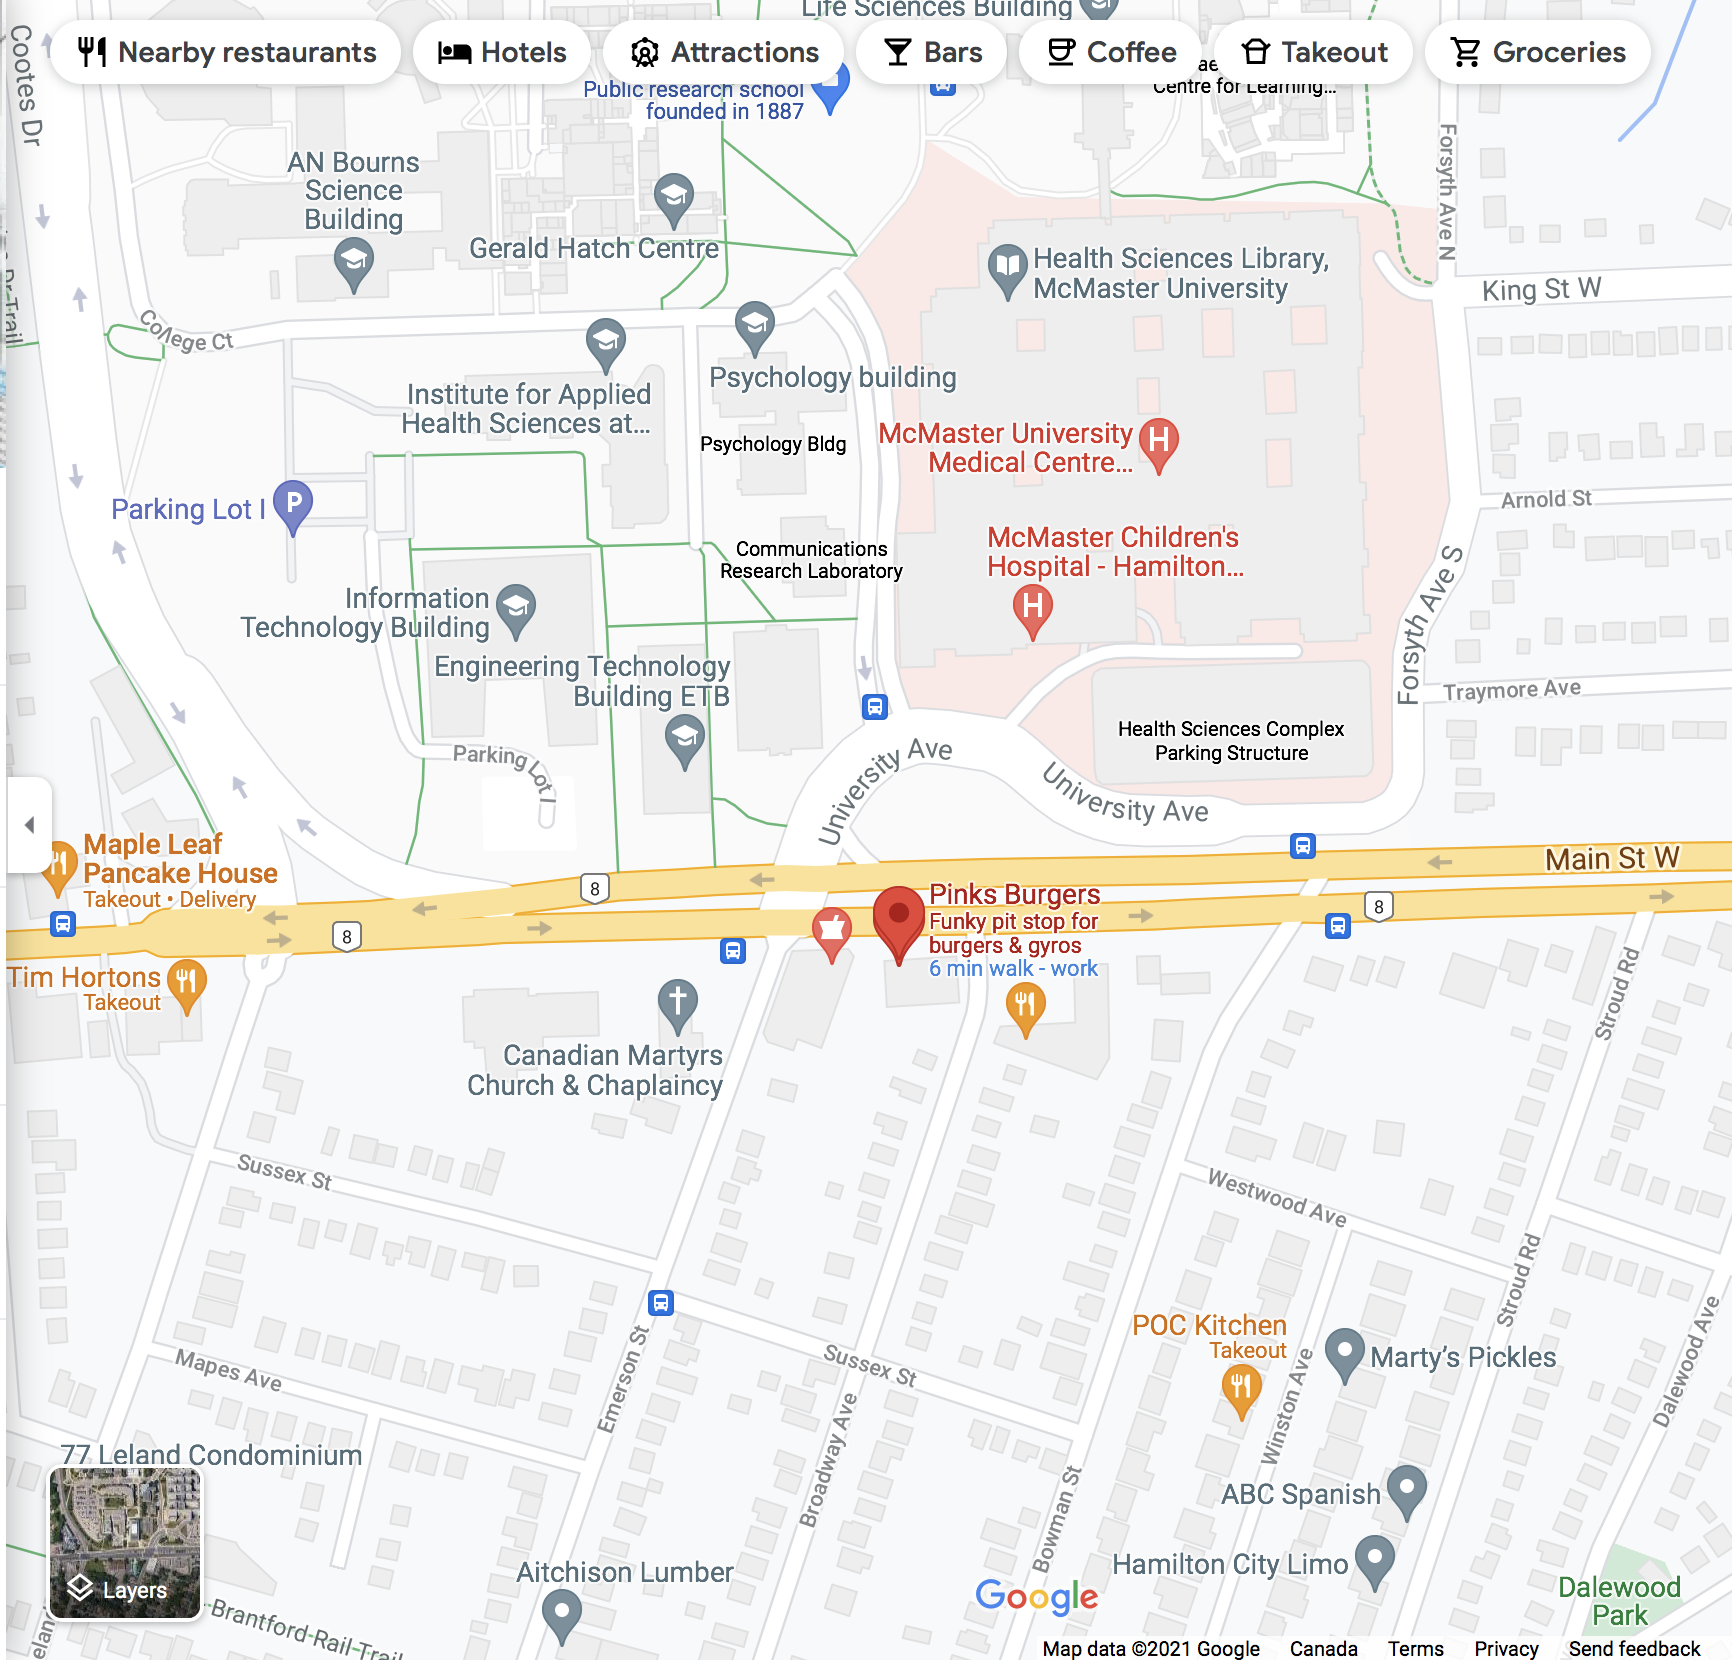 Life Sciences Building
Nearby restaurants
Hotels
Attractions
Bars
Coffee
Takeout
Groceries
Cootes Dr
Public research school
founded in 1887
Centre for Learning...
Forsyth Ave N
AN Bourns
Science
Building
Gerald Hatch Centre
Health Sciences Library,
McMaster University
King St W
Dr Trail
College Ct
Institute for Applied
Health Sciences at...
Psychology building
Psychology Bldg
McMaster University
Medical Centre...
Parking Lot I
P
H
Arnold St
Communications
Research Laboratory
McMaster Children's
Hospital - Hamilton...
H
Forsyth Ave S
Information
Technology Building
Engineering Technology
Building ETB
Traymore Ave
Health Sciences Complex
Parking Structure
Parking Lot I
University Ave
University Ave
Maple Leaf
Pancake House
Takeout • Delivery
Main St W
8
8
8
Pinks Burgers
Funky pit stop for
burgers & gyros
6 min walk - work
Tim Hortons
Takeout
Canadian Martyrs
Church & Chaplaincy
Stroud Rd
Sussex St
Westwood Ave
Stroud Rd
POC Kitchen
Takeout
Marty's Pickles
Mapes Ave
Emerson St
Sussex St
Broadway Ave
Winston Ave
Dalewood Ave
77 Leland Condominium
ABC Spanish
Bowman St
Hamilton City Limo
Aitchison Lumber
Layers
Google
Dalewood
Park
Brantford-Rail-Trail
Map data ©2021 Google
Canada
Terms
Privacy
Send feedback